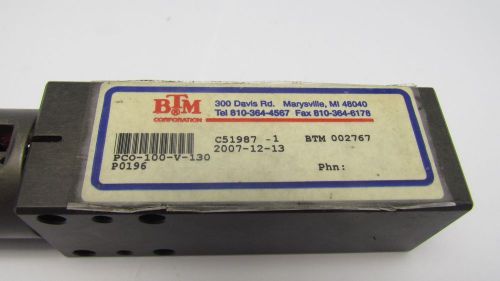 BTM
CORPORATION
300 Davis Rd. Marysville, MI 48040
Tel 810-364-4567 Fax 810-364-6178
C51987 -1 BTM 002767
2007-12-13
PCO-100-V-130
P0196 Phn: